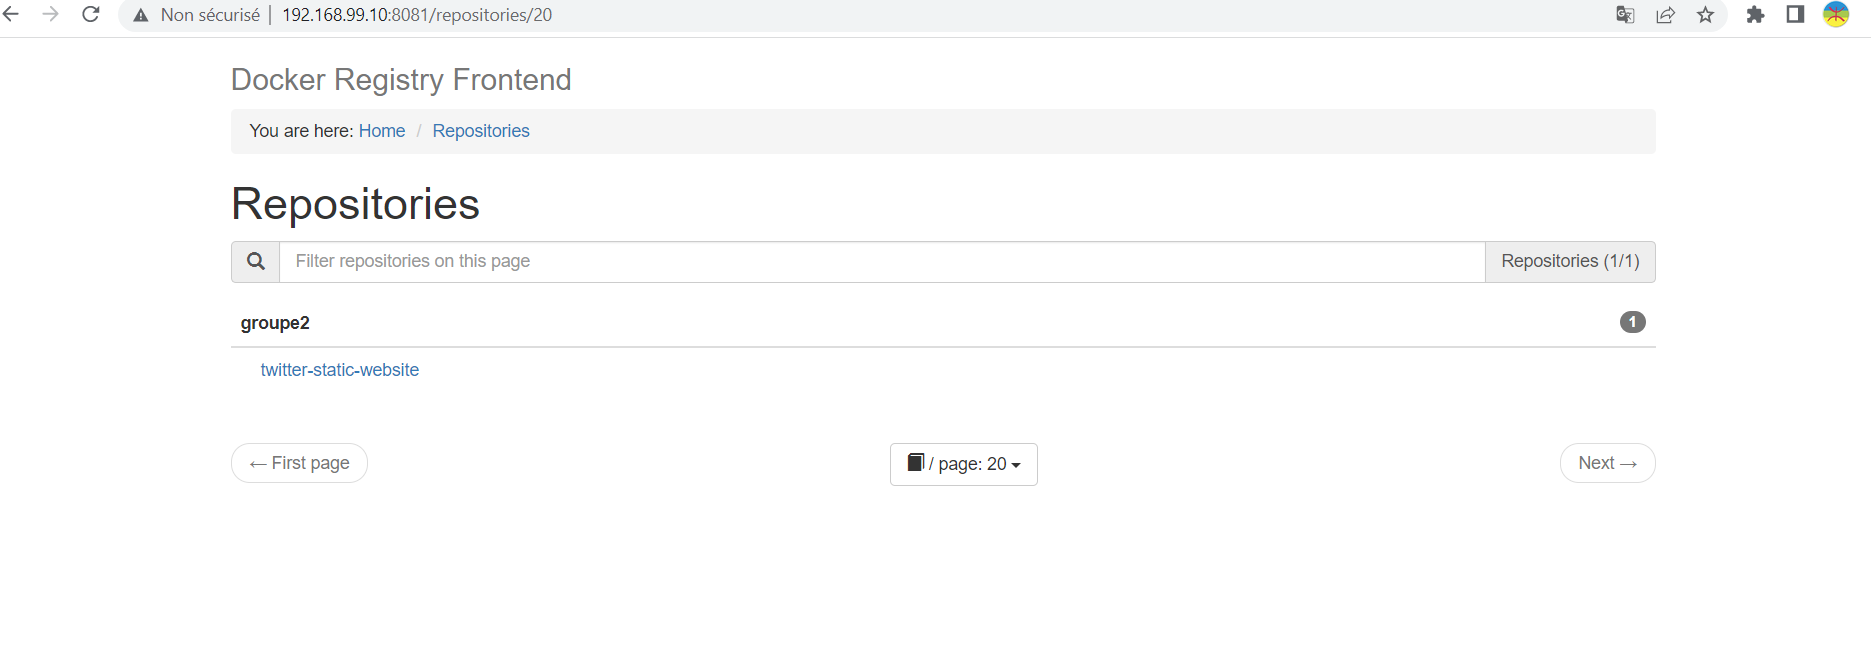 Non sécurisé | 192.168.99.10:8081/repositories/20
Docker Registry Frontend
You are here: Home / Repositories
Repositories
Filter repositories on this page Repositories (1/1)
groupe2 1
twitter-static-website
← First page / page: 20 Next →